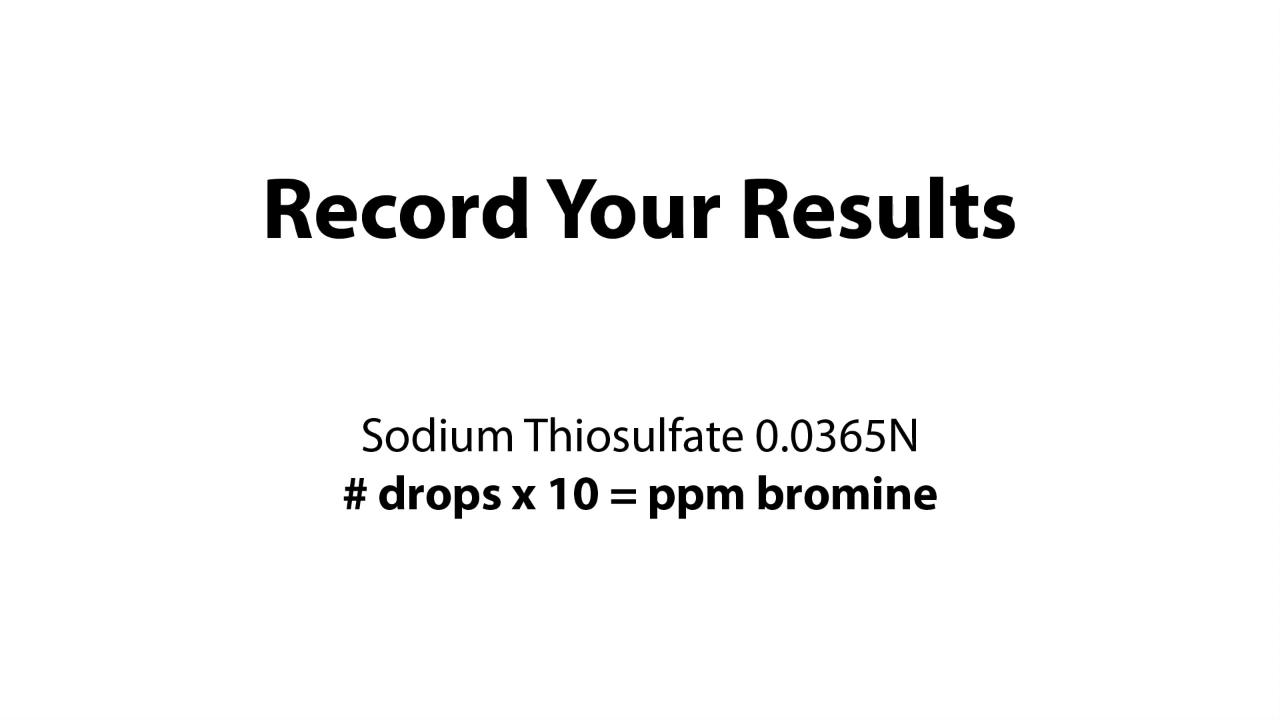 Record Your Results
Sodium Thiosulfate 0.0365N
# drops x 10 = ppm bromine